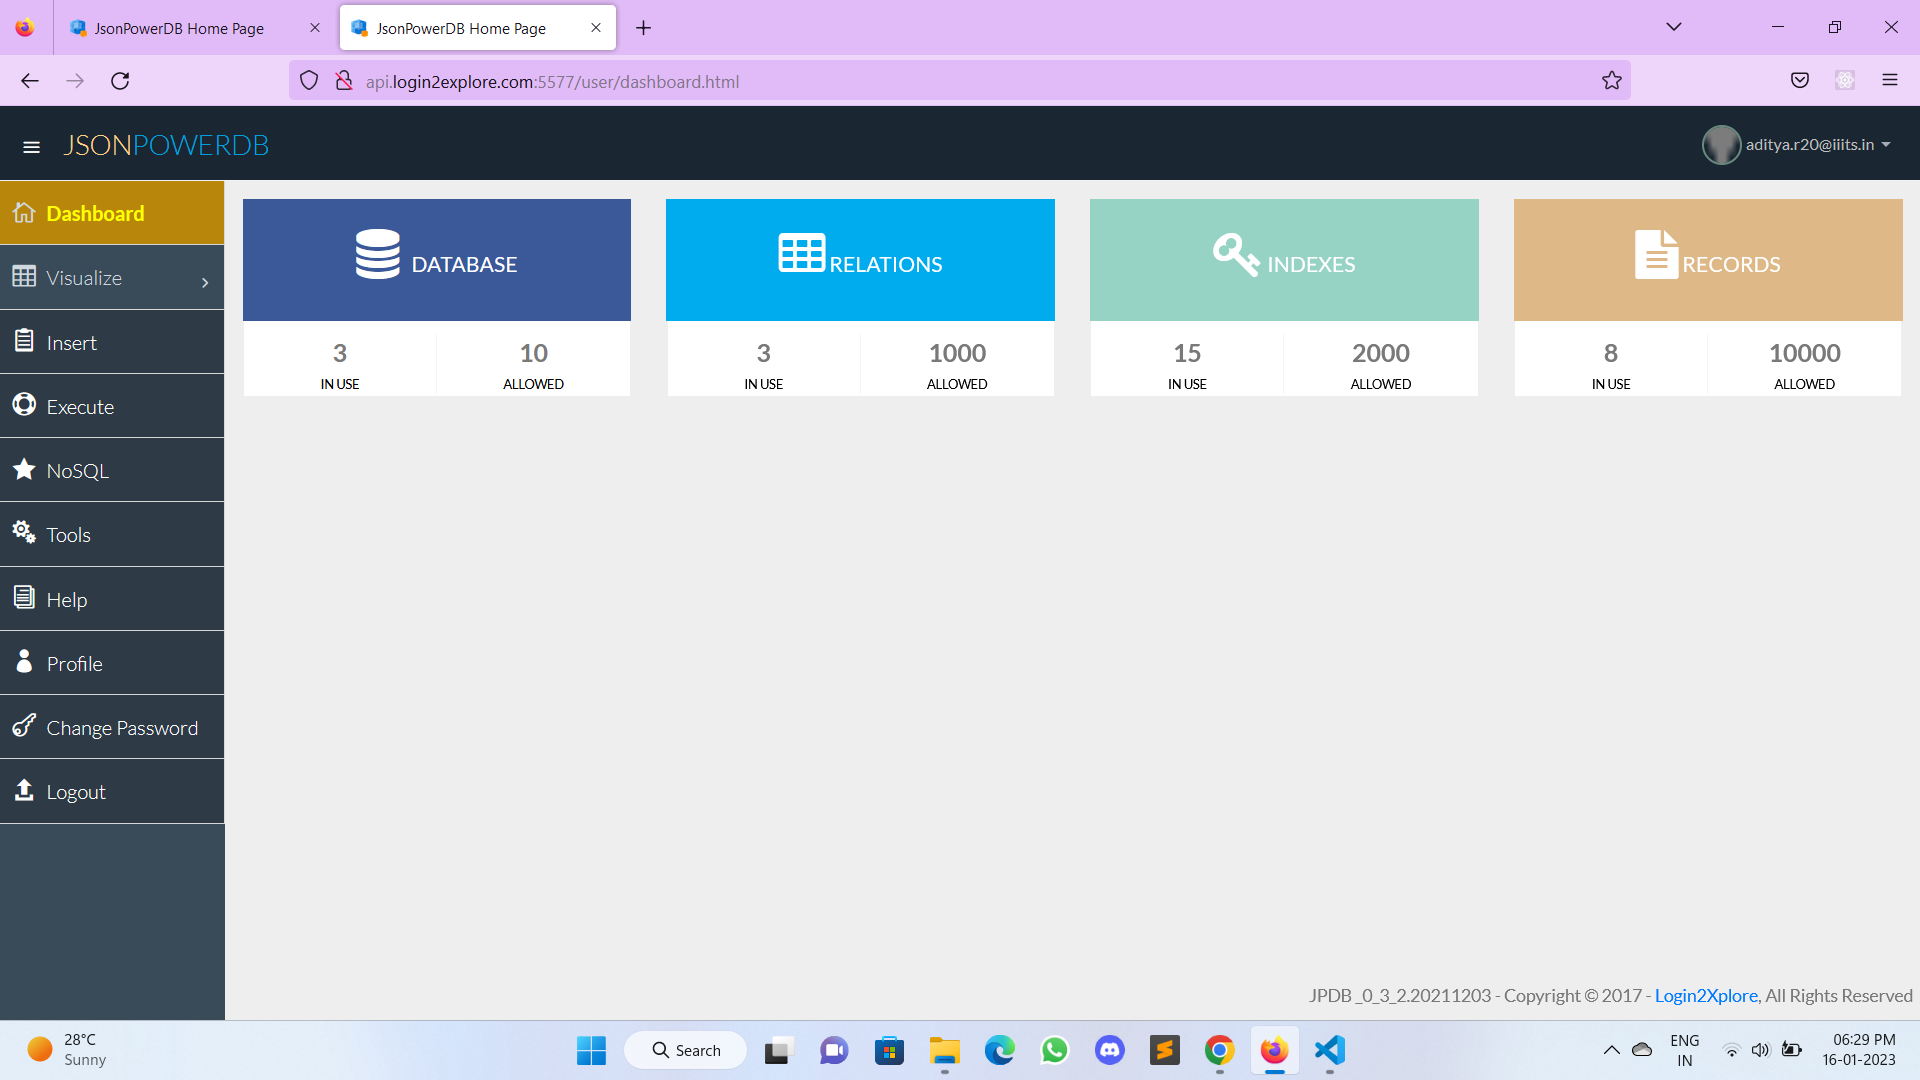 JsonPowerDB Home Page
JsonPowerDB Home Page
api.login2explore.com:5577/user/dashboard.html
JSONPOWERDB
aditya.r20@iiits.in
Dashboard
Visualize
Insert
Execute
NoSQL
Tools
Help
Profile
Change Password
Logout
DATABASE
3
10
IN USE
ALLOWED
RELATIONS
3
1000
IN USE
ALLOWED
INDEXES
15
2000
IN USE
ALLOWED
RECORDS
8
10000
IN USE
ALLOWED
JPDB_0_3_2.20211203 - Copyright © 2017 - Login2Xplore, All Rights Reserved
28°C
Sunny
Search
ENG
IN
06:29 PM
16-01-2023